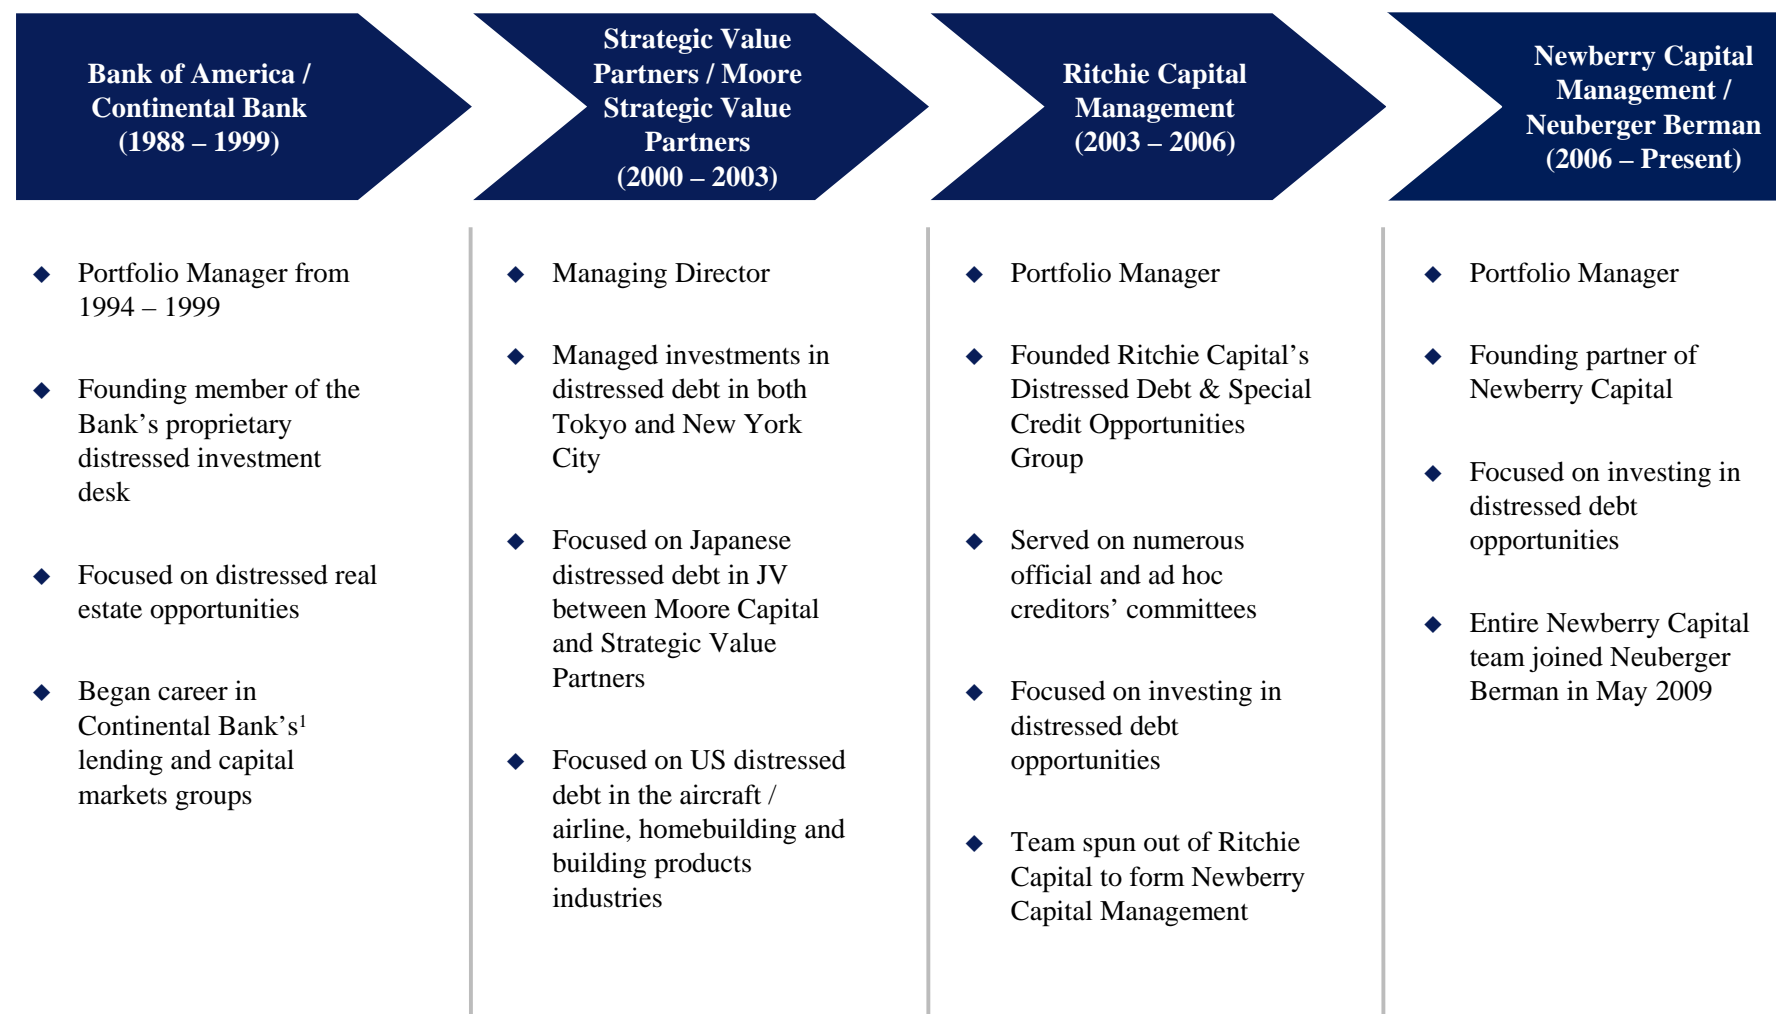 Bank of America /
Continental Bank
(1988 – 1999)
Strategic Value
Partners / Moore
Strategic Value
Partners
(2000 – 2003)
Ritchie Capital
Management
(2003 – 2006)
Newberry Capital
Management /
Neuberger Berman
(2006 – Present)
◆ Portfolio Manager from
1994 – 1999
◆ Founding member of the
Bank’s proprietary
distressed investment
desk
◆ Focused on distressed real
estate opportunities
◆ Began career in
Continental Bank’s¹
lending and capital
markets groups
◆ Managing Director
◆ Managed investments in
distressed debt in both
Tokyo and New York
City
◆ Focused on Japanese
distressed debt in JV
between Moore Capital
and Strategic Value
Partners
◆ Focused on US distressed
debt in the aircraft /
airline, homebuilding and
building products
industries
◆ Portfolio Manager
◆ Founded Ritchie Capital’s
Distressed Debt & Special
Credit Opportunities
Group
◆ Served on numerous
official and ad hoc
creditors’ committees
◆ Focused on investing in
distressed debt
opportunities
◆ Team spun out of Ritchie
Capital to form Newberry
Capital Management
◆ Portfolio Manager
◆ Founding partner of
Newberry Capital
◆ Focused on investing in
distressed debt
opportunities
◆ Entire Newberry Capital
team joined Neuberger
Berman in May 2009